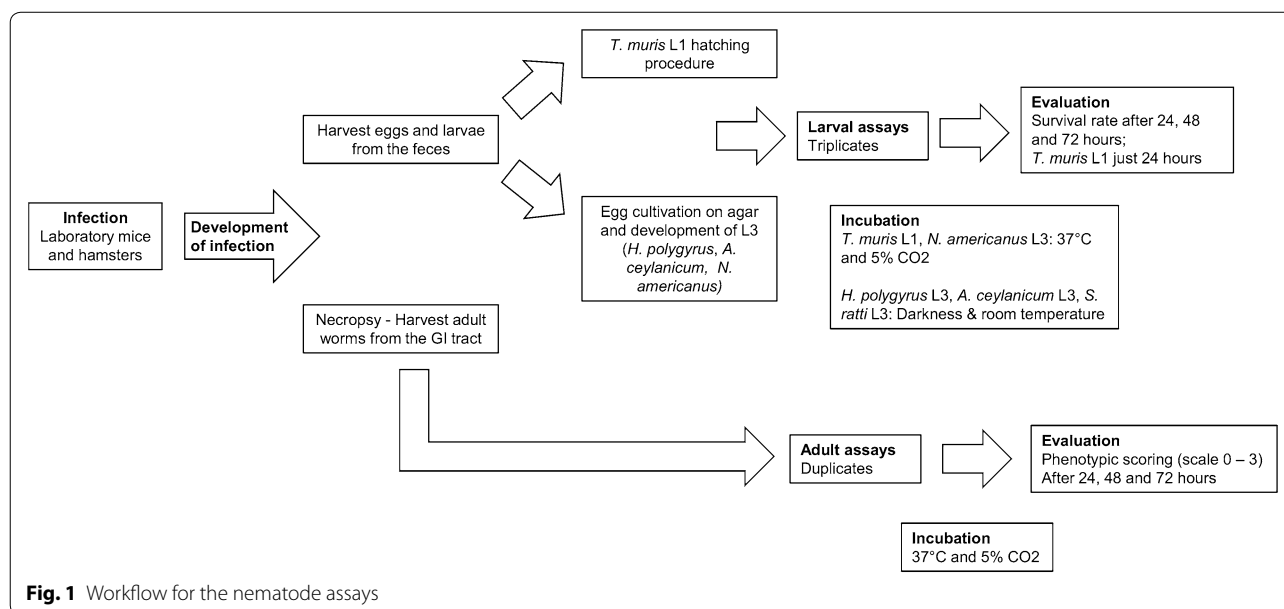 Infection
Laboratory mice
and hamsters
Development
of infection
Harvest eggs and larvae
from the feces
Necropsy - Harvest adult
worms from the GI tract
T. muris L1 hatching
procedure
Egg cultivation on agar
and development of L3
(H. polygyrus, A.
ceylanicum, N.
americanus)
Larval assays
Triplicates
Evaluation
Survival rate after 24, 48
and 72 hours;
T. muris L1 just 24 hours
Incubation
T. muris L1, N. americanus L3: 37°C
and 5% CO2
H. polygyrus L3, A. ceylanicum L3, S.
ratti L3: Darkness & room temperature
Adult assays
Duplicates
Evaluation
Phenotypic scoring (scale 0 – 3)
After 24, 48 and 72 hours
Incubation
37°C and 5% CO2
Fig. 1 Workflow for the nematode assays